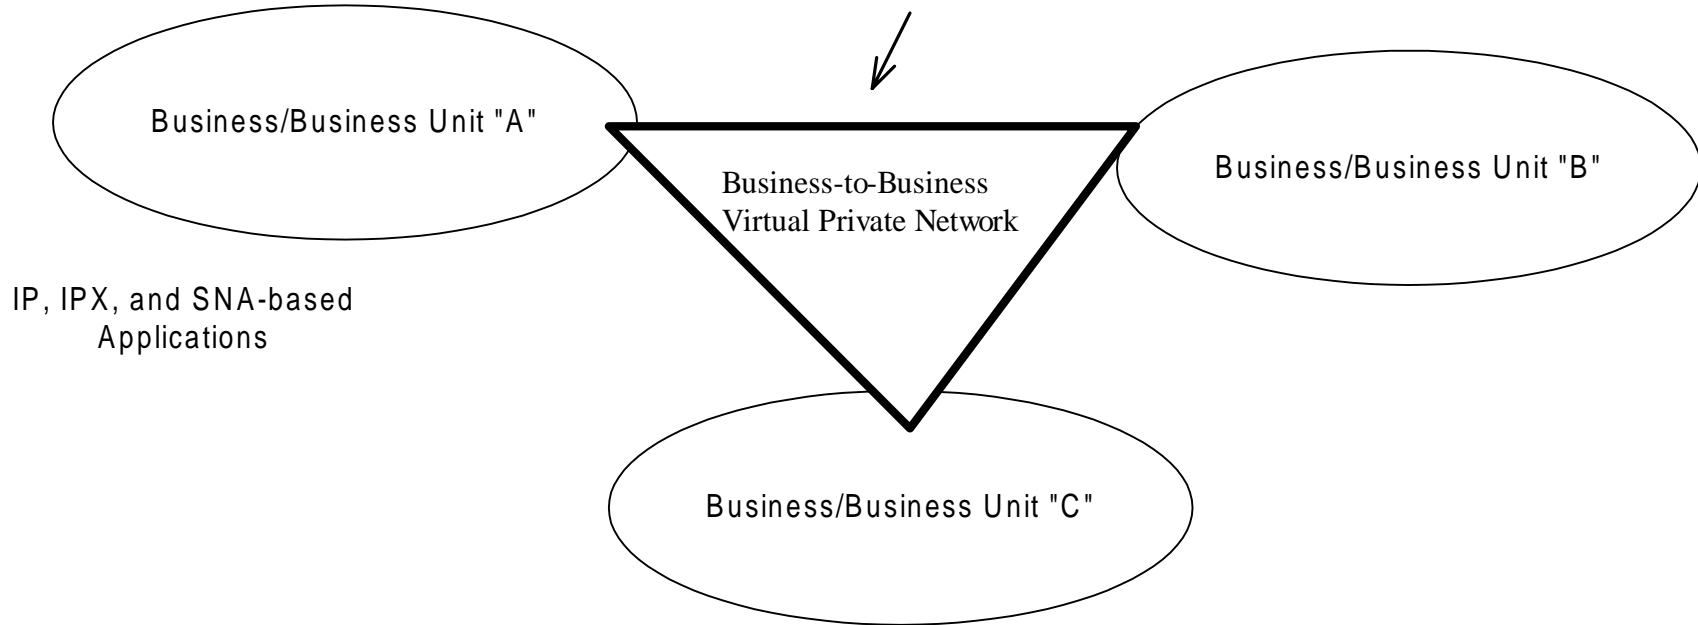 Business/Business Unit "A"
Business/Business Unit "B"
Business-to-Business
Virtual Private Network
IP, IPX, and SNA-based
Applications
Business/Business Unit "C"